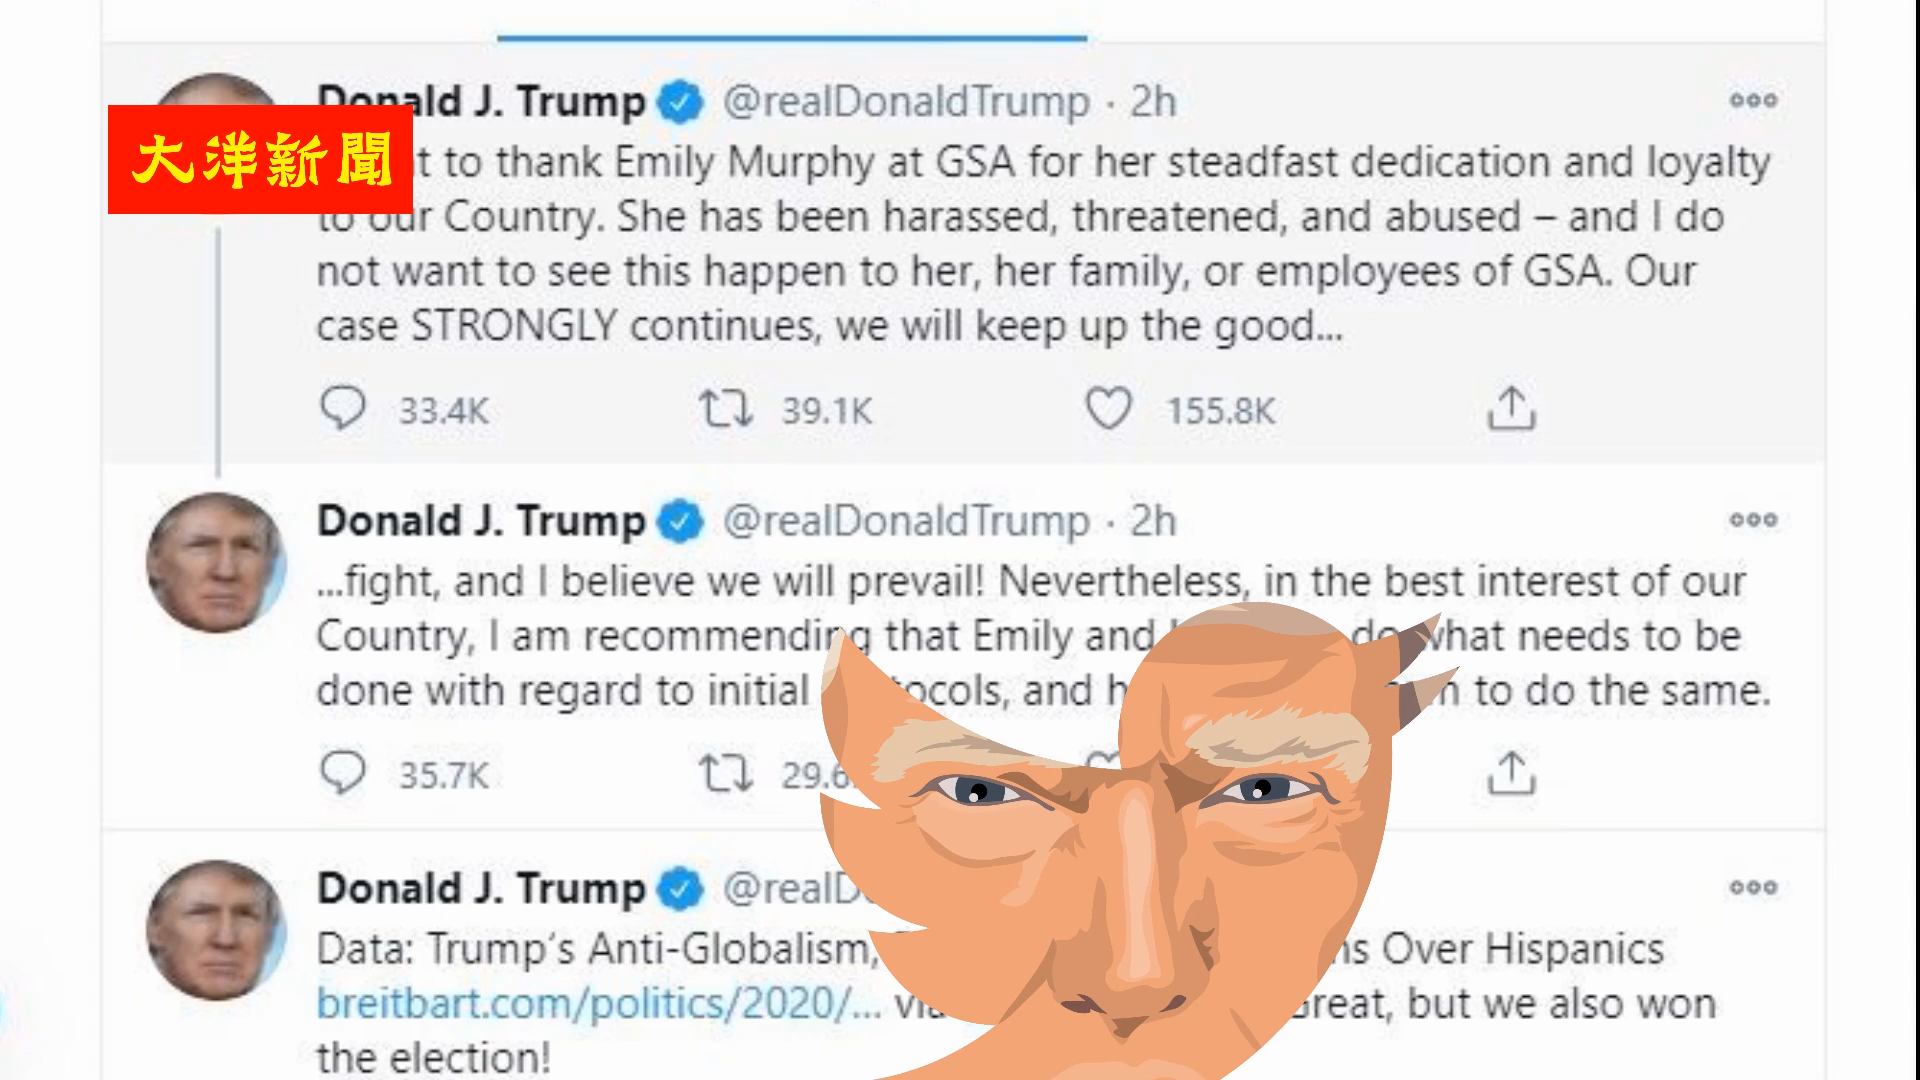 Donald J. Trump @realDonaldTrump · 2h
大洋新聞
to thank Emily Murphy at GSA for her steadfast dedication and loyalty
to our Country. She has been harassed, threatened, and abused – and I do
not want to see this happen to her, her family, or employees of GSA. Our
case STRONGLY continues, we will keep up the good...
33.4K 39.1K 155.8K
Donald J. Trump @realDonaldTrump · 2h
...fight, and I believe we will prevail! Nevertheless, in the best interest of our
Country, I am recommending that Emily and do what needs to be
done with regard to initial and to do the same.
35.7K 29.6
Donald J. Trump @realD
Data: Trump's Anti-Globalism, Over Hispanics
breitbart.com/politics/2020/... but we also won
the election!